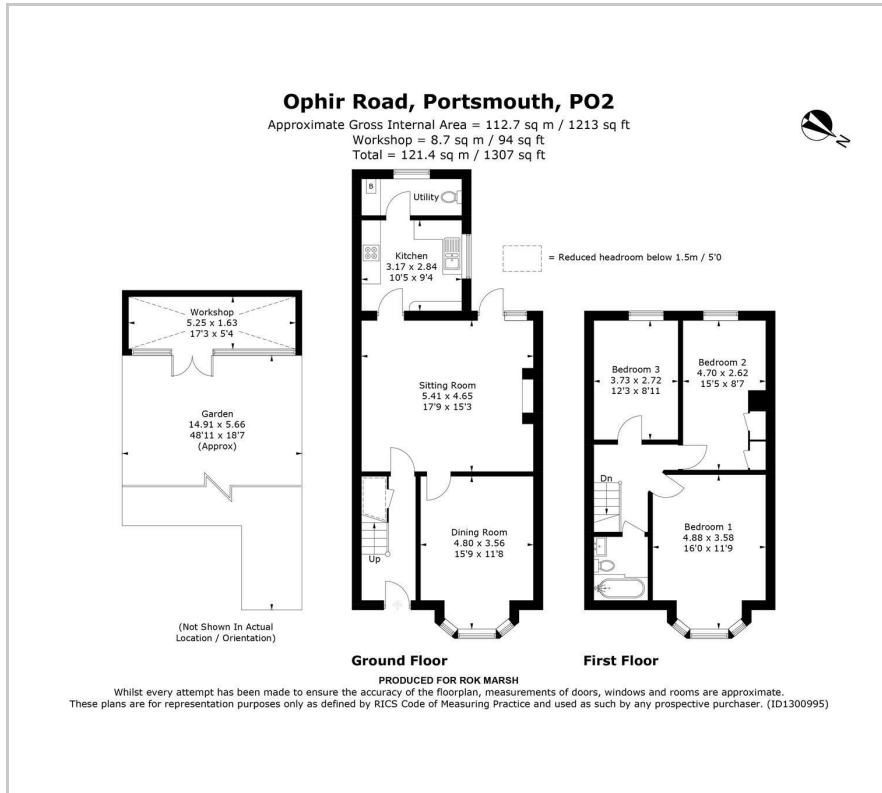 Ophir Road, Portsmouth, PO2
Approximate Gross Internal Area = 112.7 sq m / 1213 sq ft
Workshop = 8.7 sq m / 94 sq ft
Total = 121.4 sq m / 1307 sq ft
N
B
Utility
Kitchen
3.17 x 2.84
10'5 x 9'4
= Reduced headroom below 1.5m / 5'0
Workshop
5.25 x 1.63
17'3 x 5'4
Garden
14.91 x 5.66
48'11 x 18'7
(Approx)
(Not Shown In Actual
Location / Orientation)
Sitting Room
5.41 x 4.65
17'9 x 15'3
Dining Room
4.80 x 3.56
15'9 x 11'8
Up
Ground Floor
Bedroom 3
3.73 x 2.72
12'3 x 8'11
Bedroom 2
4.70 x 2.62
15'5 x 8'7
Dn
Bedroom 1
4.88 x 3.58
16'0 x 11'9
First Floor
PRODUCED FOR ROK MARSH
Whilst every attempt has been made to ensure the accuracy of the floorplan, measurements of doors, windows and rooms are approximate.
These plans are for representation purposes only as defined by RICS Code of Measuring Practice and used as such by any prospective purchaser. (ID1300995)